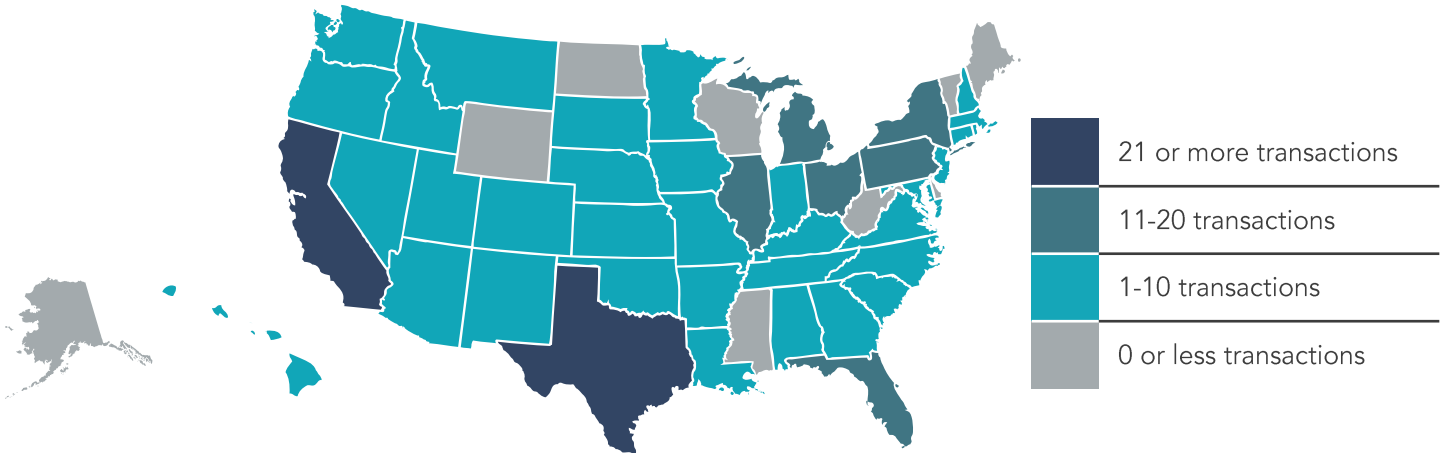 21 or more transactions
11-20 transactions
1-10 transactions
0 or less transactions